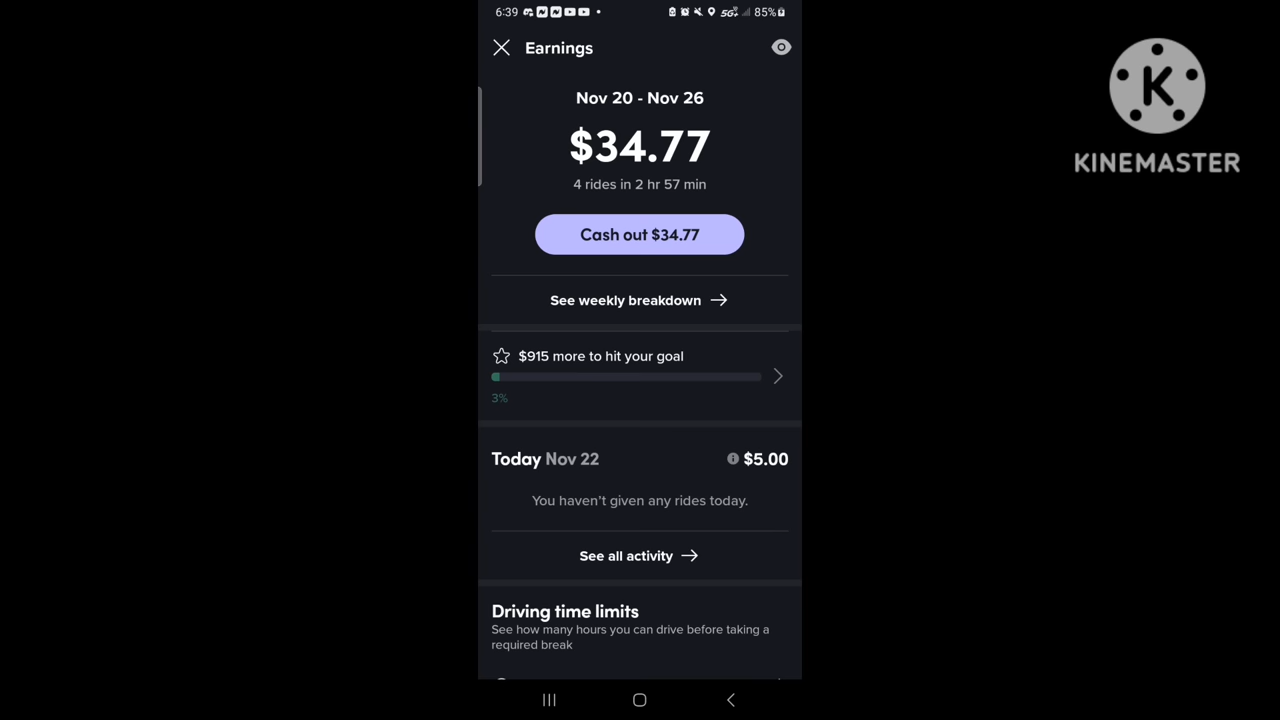 6:39
5G
85%
Earnings
KINEMASTER
Nov 20 - Nov 26
$34.77
4 rides in 2 hr 57 min
Cash out $34.77
See weekly breakdown →
$915 more to hit your goal
3%
Today Nov 22 $5.00
You haven't given any rides today.
See all activity →
Driving time limits
See how many hours you can drive before taking a
required break